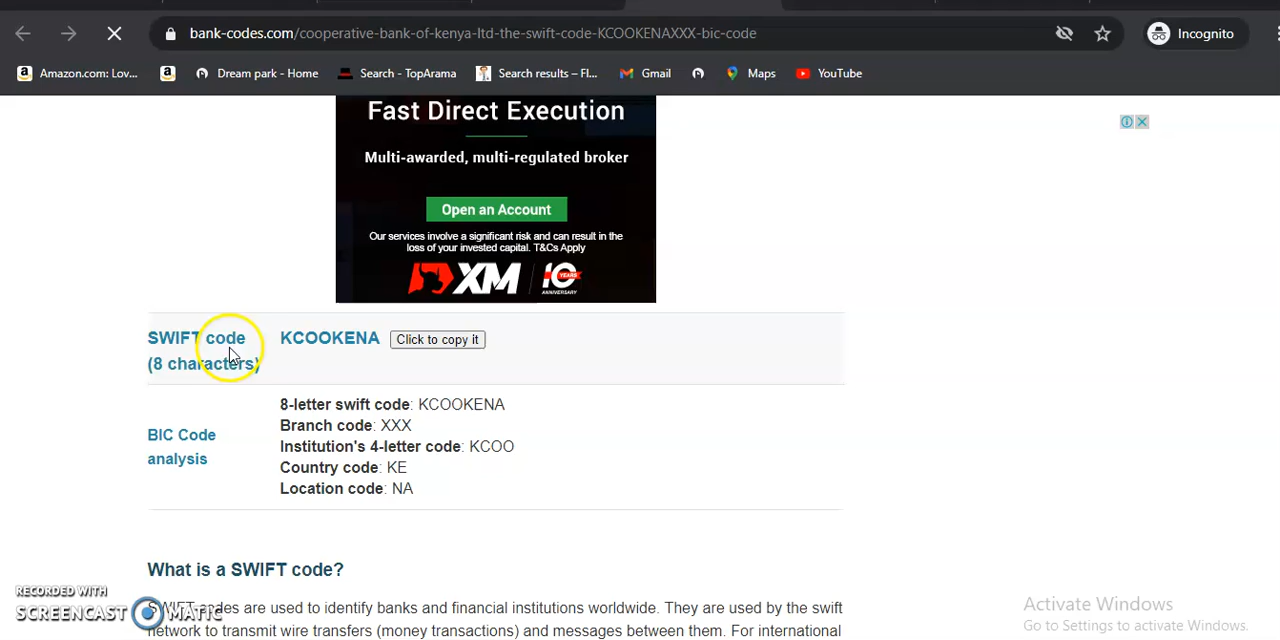 bank-codes.com/cooperative-bank-of-kenya-ltd-the-swift-code-KCOOKENAXXX-bic-code
Incognito
Amazon.com: Lov...
Dream park - Home
Search - TopArama
Search results – Fl...
Gmail
Maps
YouTube
Fast Direct Execution
Multi-awarded, multi-regulated broker
Open an Account
Our services involve a significant risk and can result in the
loss of your invested capital. T&Cs Apply
XM 10 YEARS ANNIVERSARY
SWIFT code
(8 characters)
KCOOKENA
Click to copy it
BIC Code
analysis
8-letter swift code: KCOOKENA
Branch code: XXX
Institution's 4-letter code: KCOO
Country code: KE
Location code: NA
What is a SWIFT code?
SWIFT codes are used to identify banks and financial institutions worldwide. They are used by the swift
network to transmit wire transfers (money transactions) and messages between them. For international
RECORDED WITH
SCREENCAST MATIC
Activate Windows
Go to Settings to activate Windows.